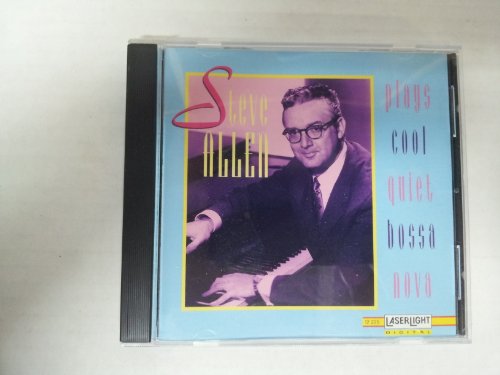 Steve
ALLEN
plays
cool
quiet
bossa
nova
LASERLIGHT
DIGITAL